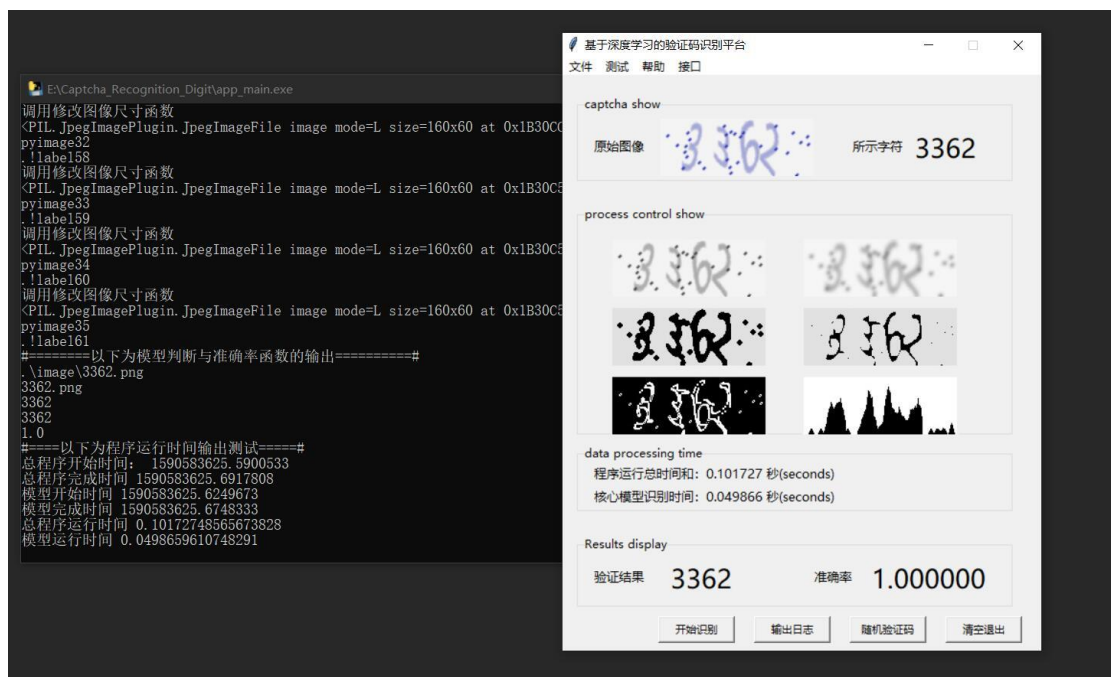 E:\Captcha_Recognition_Digit\app_main.exe
调用修改图像尺寸函数
<PIL.JpegImagePlugin.JpegImageFile image mode=L size=160x60 at 0x1B30C
pyimage32
.!label58
调用修改图像尺寸函数
<PIL.JpegImagePlugin.JpegImageFile image mode=L size=160x60 at 0x1B30C5
pyimage33
.!label59
调用修改图像尺寸函数
<PIL.JpegImagePlugin.JpegImageFile image mode=L size=160x60 at 0x1B30C5
pyimage34
.!label60
调用修改图像尺寸函数
<PIL.JpegImagePlugin.JpegImageFile image mode=L size=160x60 at 0x1B30C5
pyimage35
.!label61
#========以下为模型判断与准确率函数的输出==========#
.\image\3362.png
3362.png
3362
3362
1.0
#====以下为程序运行时间输出测试=====#
总程序开始时间： 1590583625.5900533
总程序完成时间 1590583625.6917808
模型开始时间 1590583625.6249673
模型完成时间 1590583625.6748333
总程序运行时间 0.10172748565673828
模型运行时间 0.0498659610748291
基于深度学习的验证码识别平台
文件 测试 帮助 接口
captcha show
原始图像 3362 所示字符 3362
process control show
3362 3362
3362 3362
3362
data processing time
程序运行总时间和：0.101727 秒(seconds)
核心模型识别时间：0.049866 秒(seconds)
Results display
验证结果 3362 准确率 1.000000
开始识别 输出日志 随机验证码 清空退出